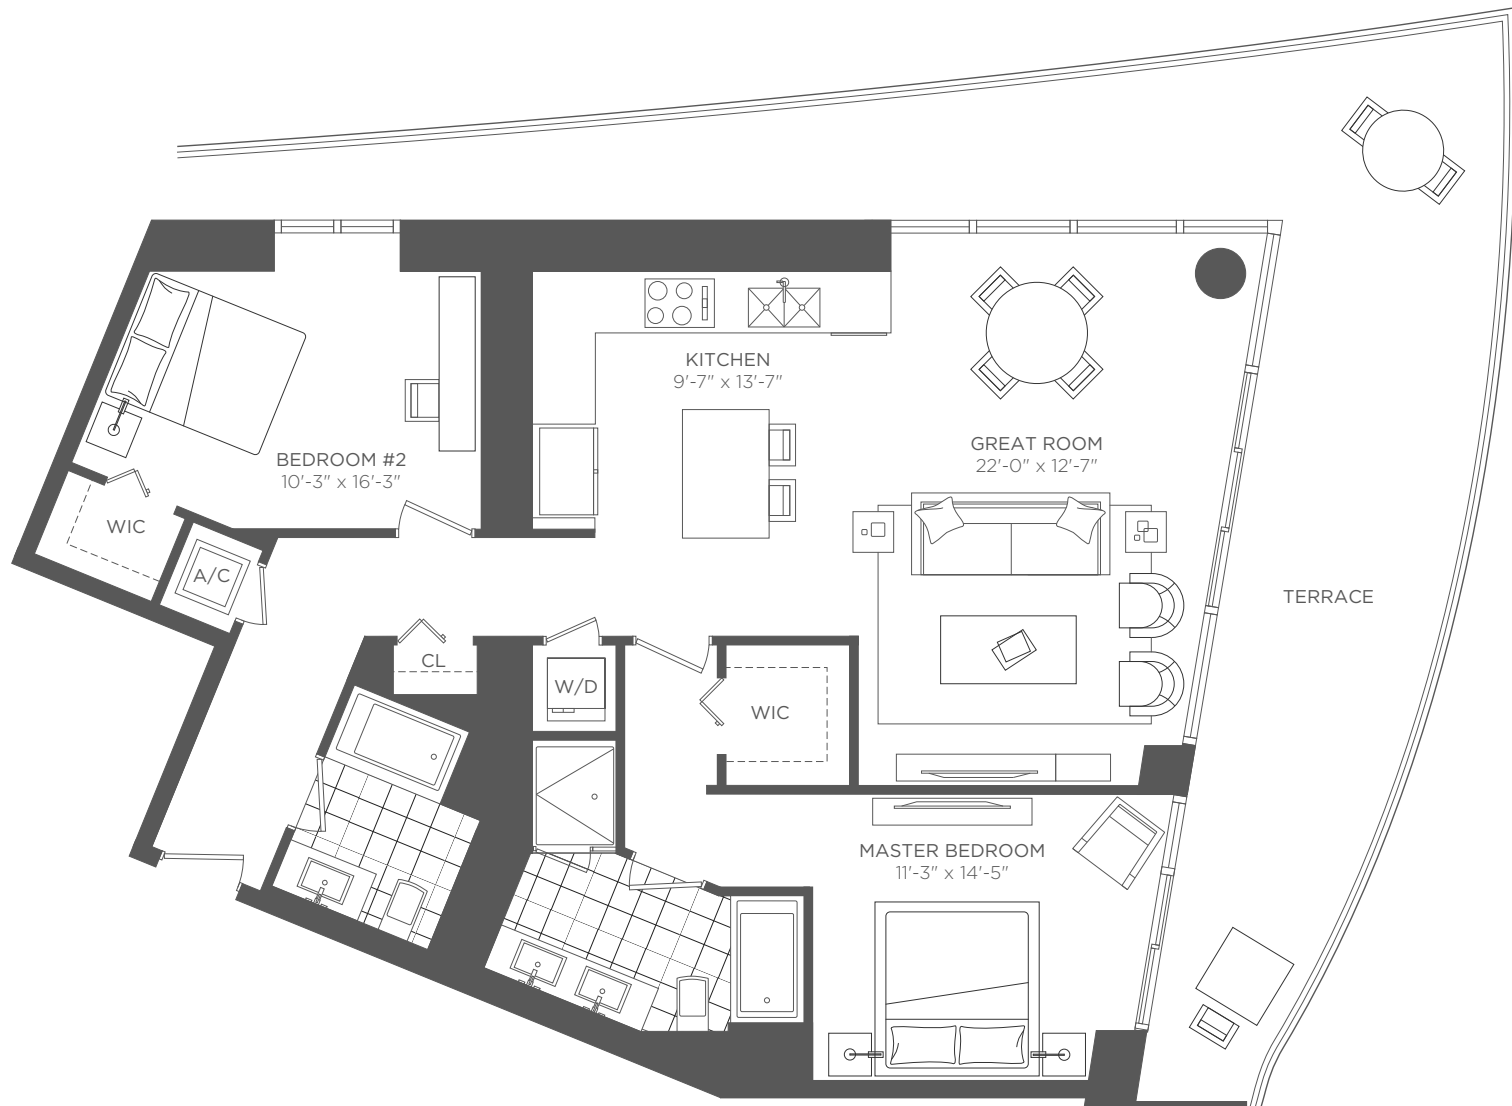 KITCHEN
9'-7" x 13'-7"
GREAT ROOM
22'-0" x 12'-7"
BEDROOM #2
10'-3" x 16'-3"
WIC
A/C
TERRACE
CL
W/D
WIC
MASTER BEDROOM
11'-3" x 14'-5"